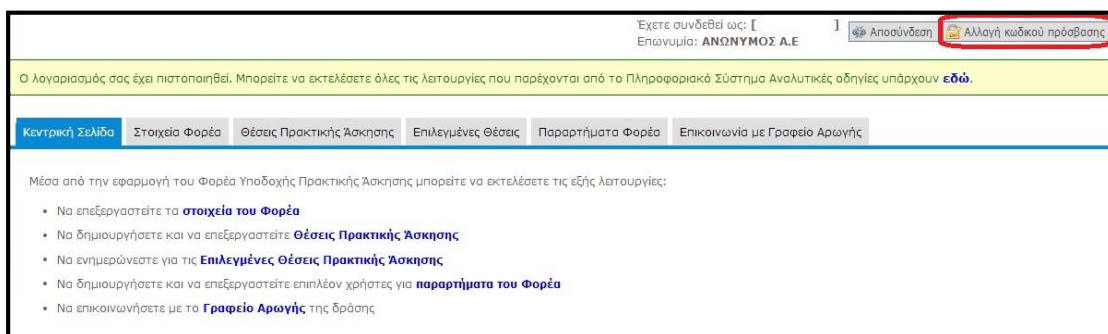 Έχετε συνδεθεί ως: [ ]
Επωνυμία: ΑΝΩΝΥΜΟΣ Α.Ε
Αποσύνδεση
Αλλαγή κωδικού πρόσβασης
Ο λογαριασμός σας έχει πιστοποιηθεί. Μπορείτε να εκτελέσετε όλες τις λειτουργίες που παρέχονται από το Πληροφοριακό Σύστημα Αναλυτικές οδηγίες υπάρχουν εδώ.
Κεντρική Σελίδα Στοιχεία Φορέα Θέσεις Πρακτικής Άσκησης Επιλεγμένες Θέσεις Παραρτήματα Φορέα Επικοινωνία με Γραφείο Αρωγής
Μέσα από την εφαρμογή του Φορέα Υποδοχής Πρακτικής Άσκησης μπορείτε να εκτελέσετε τις εξής λειτουργίες:
• Να επεξεργαστείτε τα στοιχεία του Φορέα
• Να δημιουργήσετε και να επεξεργαστείτε Θέσεις Πρακτικής Άσκησης
• Να ενημερώνεστε για τις Επιλεγμένες Θέσεις Πρακτικής Άσκησης
• Να δημιουργήσετε και να επεξεργαστείτε επιπλέον χρήστες για παραρτήματα του Φορέα
• Να επικοινωνήσετε με το Γραφείο Αρωγής της δράσης